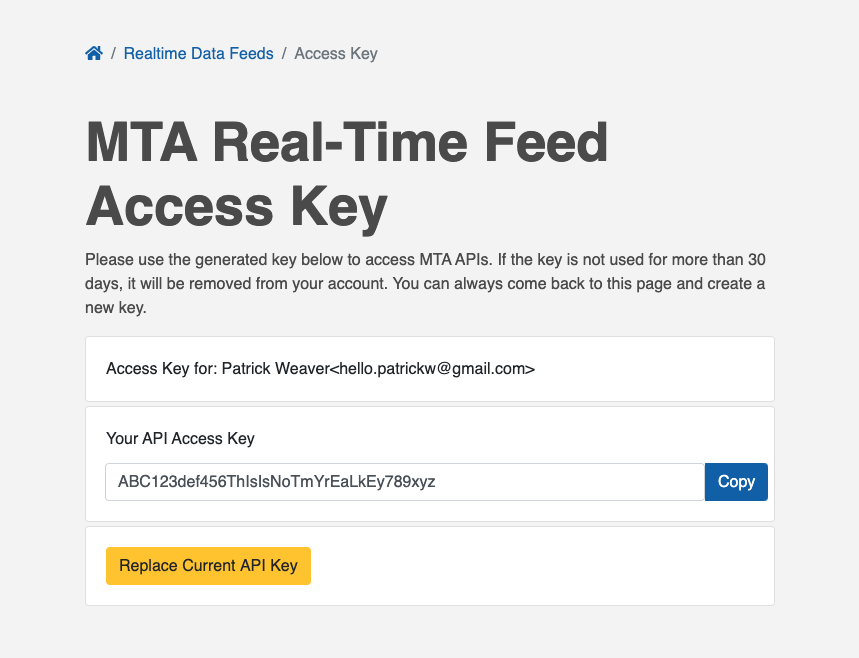 / Realtime Data Feeds / Access Key
MTA Real-Time Feed
Access Key
Please use the generated key below to access MTA APIs. If the key is not used for more than 30
days, it will be removed from your account. You can always come back to this page and create a
new key.
Access Key for: Patrick Weaver<hello.patrickw@gmail.com>
Your API Access Key
ABC123def456ThIsIsNoTmYrEaLkEy789xyz
Copy
Replace Current API Key